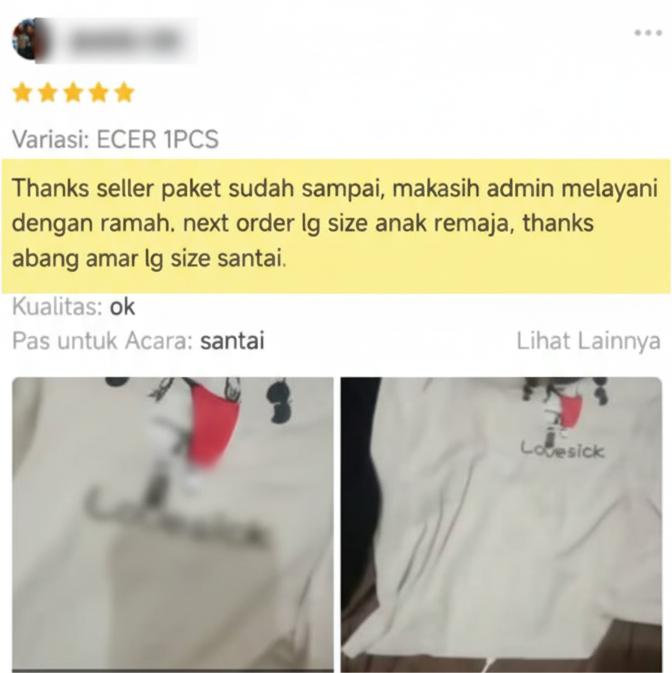 Variasi: ECER 1PCS
Thanks seller paket sudah sampai, makasih admin melayani
dengan ramah. next order lg size anak remaja, thanks
abang amar lg size santai.
Kualitas: ok
Pas untuk Acara: santai
Lihat Lainnya
Lovesick